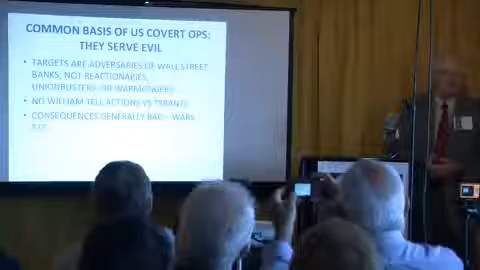 COMMON BASIS OF US COVERT OPS:
THEY SERVE EVIL
• TARGETS ARE ADVERSARIES OF WALL STREET
BANKS, NOT REACTIONARIES,
UNIONBUSTERS OR WARMONGERS
• NO WILLIAM TELL ACTIONS VS TYRANTS
• CONSEQUENCES GENERALLY BAD – WARS
ETC